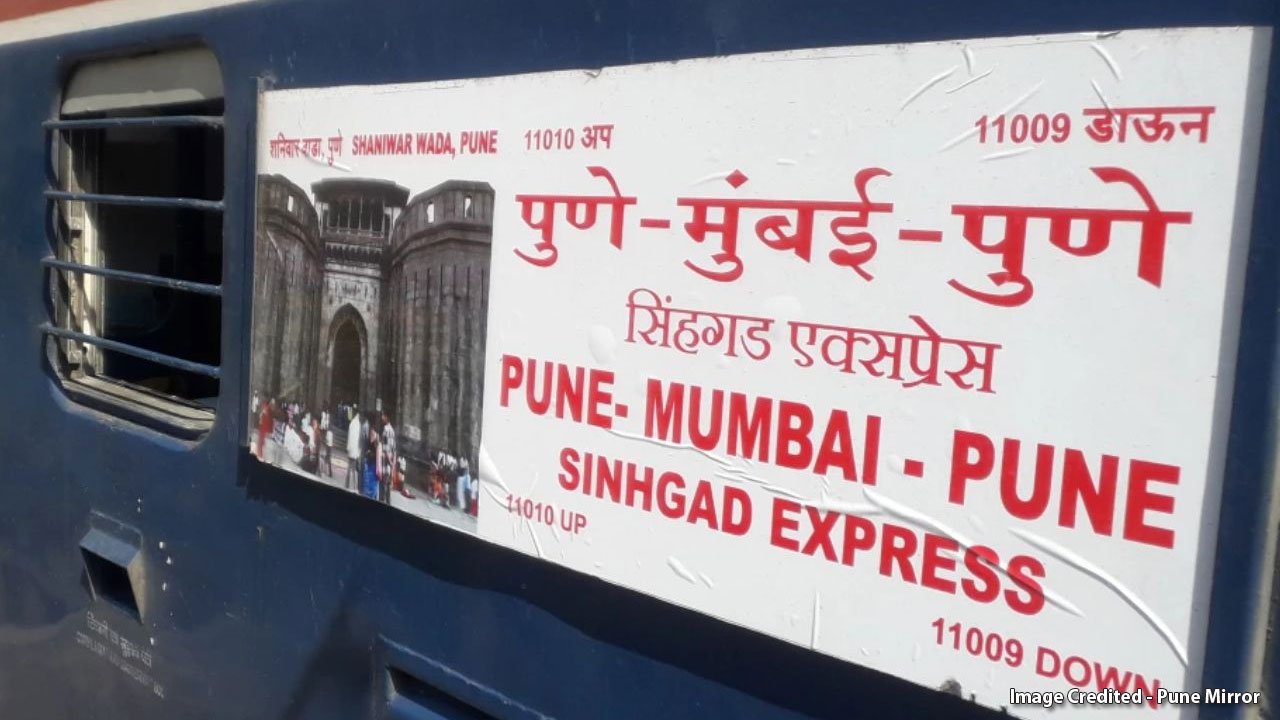 शनिवार वाडा, पुणे SHANIWAR WADA, PUNE 11010 अप 11009 डाऊन
पुणे-मुंबई-पुणे
सिंहगड एक्सप्रेस
PUNE- MUMBAI - PUNE
SINHGAD EXPRESS
11010 UP
11009 DOWN
Image Credited - Pune Mirror